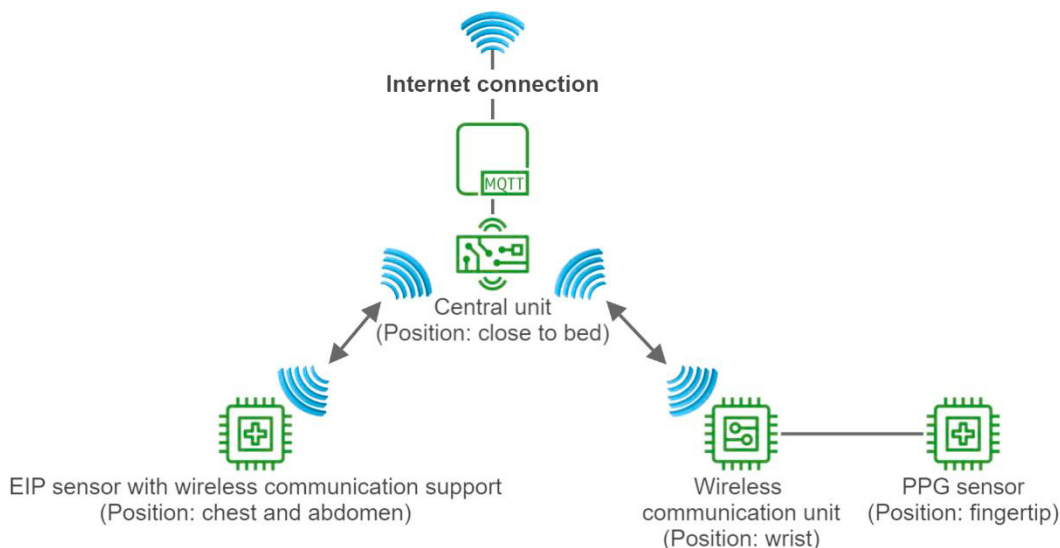 Internet connection
MQTT
Central unit
(Position: close to bed)
EIP sensor with wireless communication support
(Position: chest and abdomen)
Wireless
communication unit
(Position: wrist)
PPG sensor
(Position: fingertip)